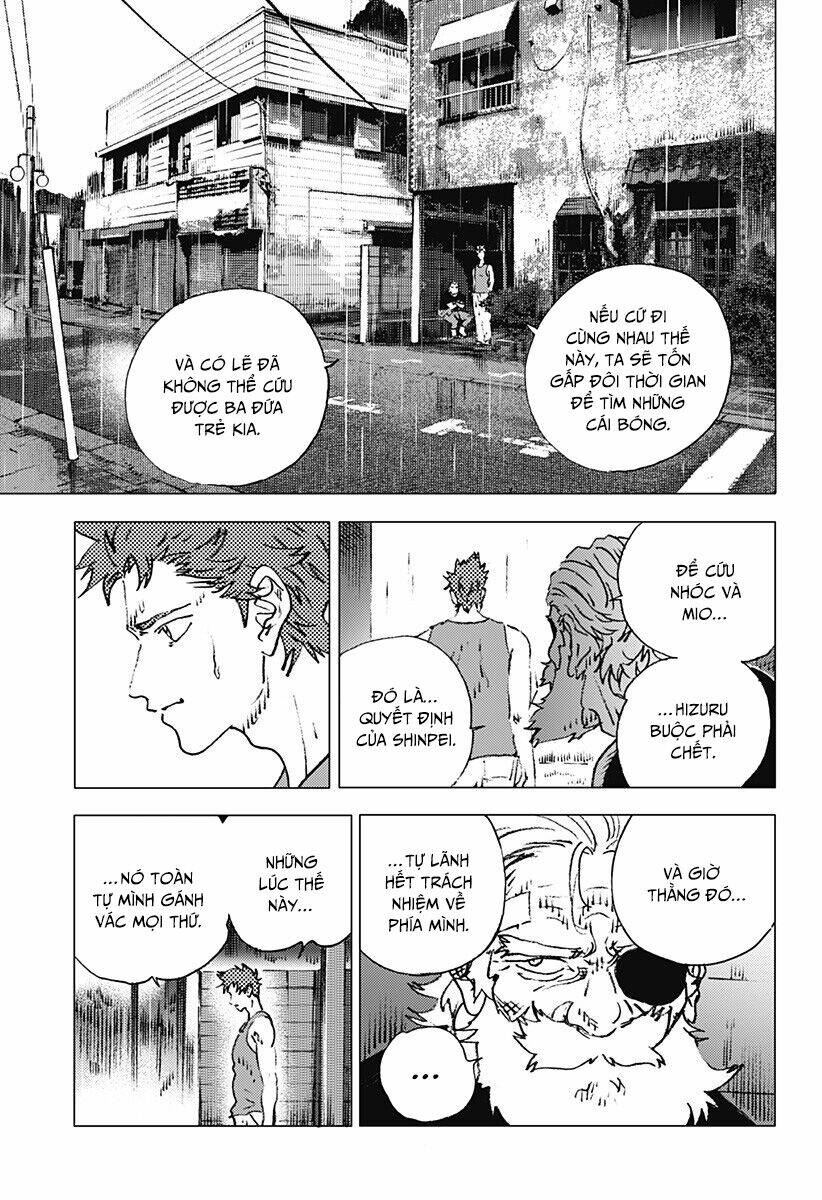 NẾU CỨ ĐI
CÙNG NHAU THẾ
NÀY, TA SẼ TỐN
GẤP ĐÔI THỜI GIAN
ĐỂ TÌM NHỮNG
CÁI BÓNG.
VÀ CÓ LẼ ĐÃ
KHÔNG THỂ CỨU
ĐƯỢC BA ĐỨA
TRẺ KIA.
ĐỂ CỨU
NHÓC VÀ
MIO...
...HIZURU
BUỘC PHẢI
CHẾT.
ĐÓ LÀ...
QUYẾT ĐỊNH
CỦA SHINPEI.
VÀ GIỜ
THẰNG ĐÓ...
...TỰ LÃNH
HẾT TRÁCH
NHIỆM VỀ
PHÍA MÌNH.
...
NHỮNG
LÚC THẾ
NÀY...
...NÓ TOÀN
TỰ MÌNH GÁNH
VÁC MỌI THỨ.